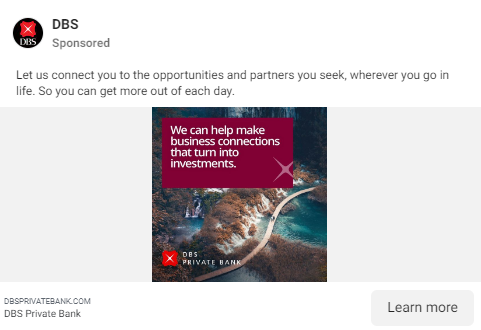 DBS
DBS
Sponsored
Let us connect you to the opportunities and partners you seek, wherever you go in
life. So you can get more out of each day.
We can help make
business connections
that turn into
investments.
DBS
PRIVATE BANK
DBSPRIVATEBANK.COM
DBS Private Bank
Learn more